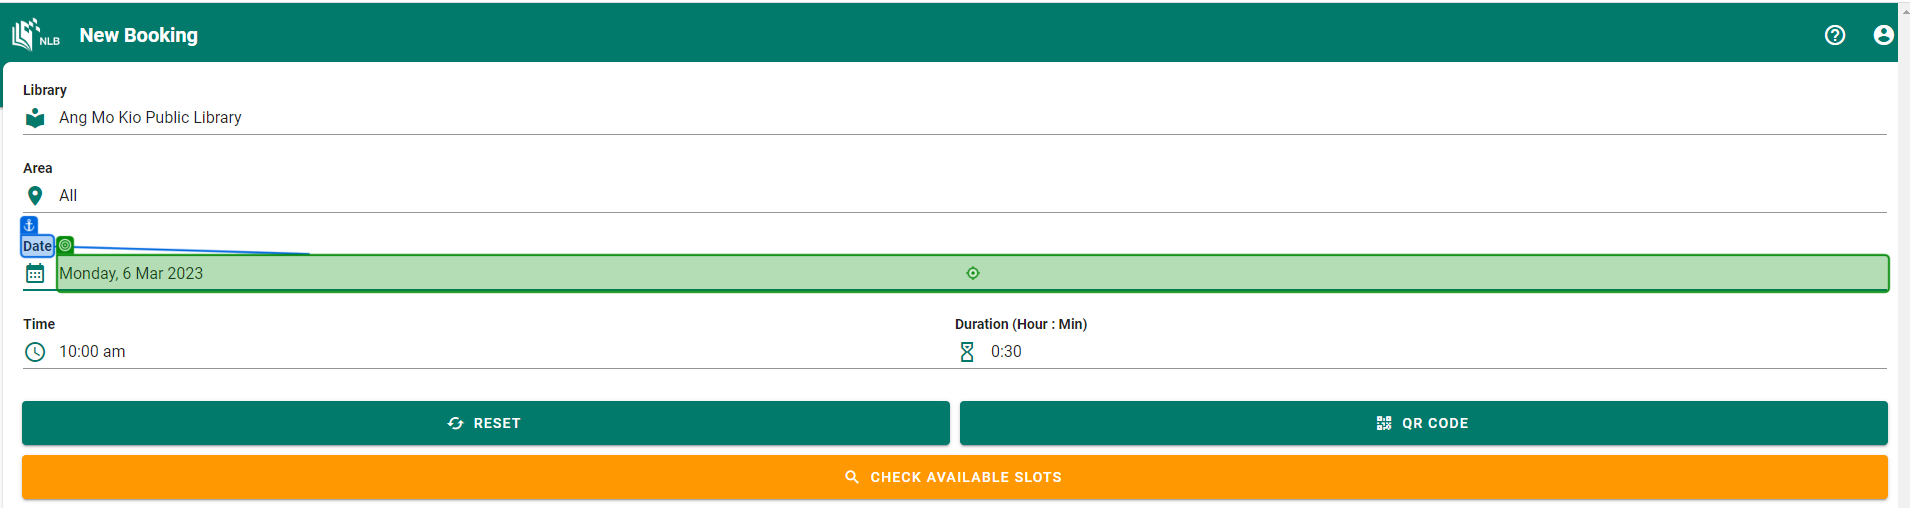 NLB New Booking
Library
Ang Mo Kio Public Library
Area
All
Date
Monday, 6 Mar 2023
Time
10:00 am
Duration (Hour : Min)
0:30
RESET
QR CODE
CHECK AVAILABLE SLOTS